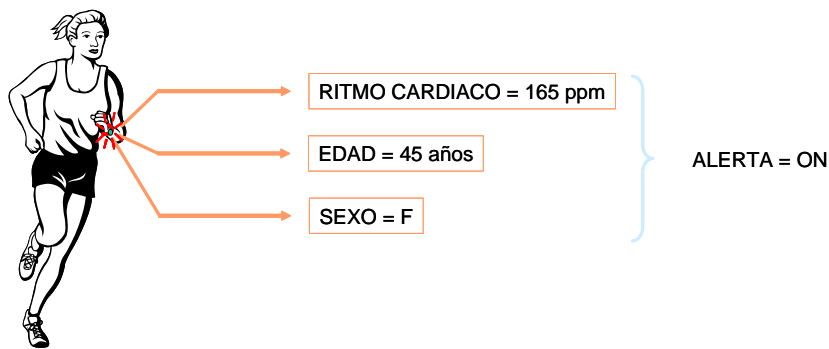 RITMO CARDIACO = 165 ppm
EDAD = 45 años
SEXO = F
ALERTA = ON